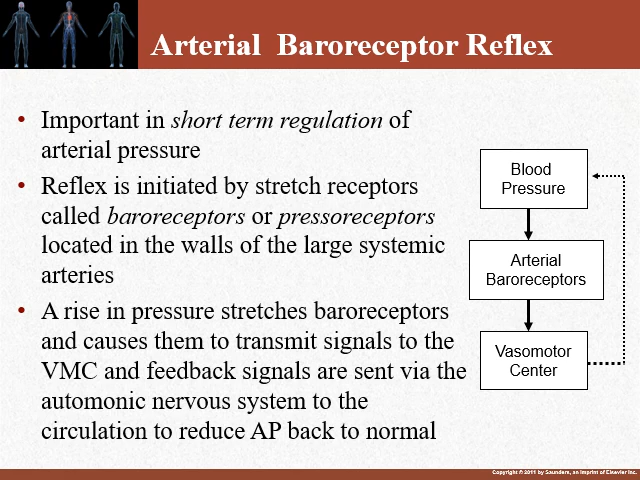 Arterial  Baroreceptor Reflex
• Important in short term regulation of
arterial pressure
• Reflex is initiated by stretch receptors
called baroreceptors or pressoreceptors
located in the walls of the large systemic
arteries
• A rise in pressure stretches baroreceptors
and causes them to transmit signals to the
VMC and feedback signals are sent via the
automonic nervous system to the
circulation to reduce AP back to normal
Blood
Pressure
Arterial
Baroreceptors
Vasomotor
Center
Copyright © 2011 by Saunders, an imprint of Elsevier Inc.